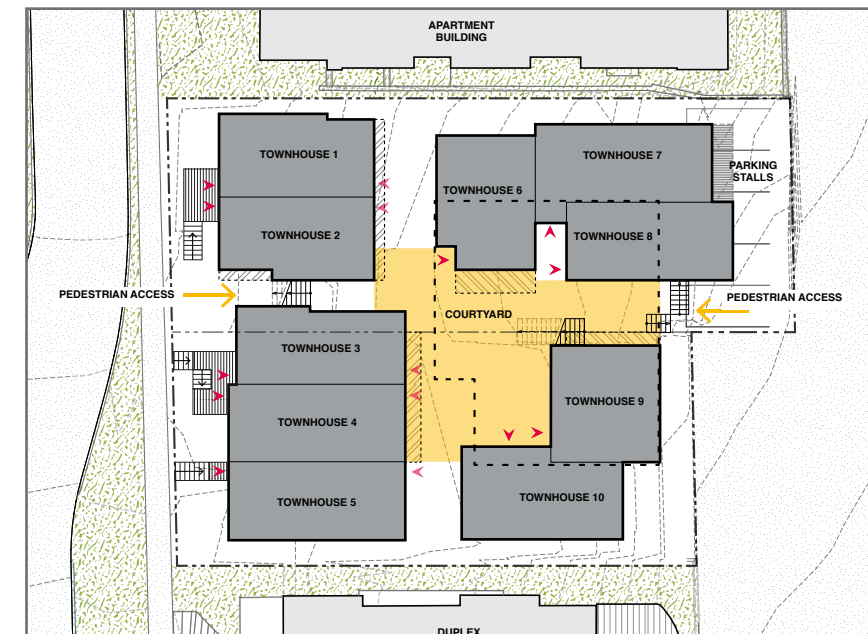 APARTMENT
BUILDING
TOWNHOUSE 1
TOWNHOUSE 7
PARKING
STALLS
TOWNHOUSE 6
TOWNHOUSE 2
TOWNHOUSE 8
PEDESTRIAN ACCESS
PEDESTRIAN ACCESS
COURTYARD
TOWNHOUSE 3
TOWNHOUSE 9
TOWNHOUSE 4
TOWNHOUSE 5
TOWNHOUSE 10
DUPLEX